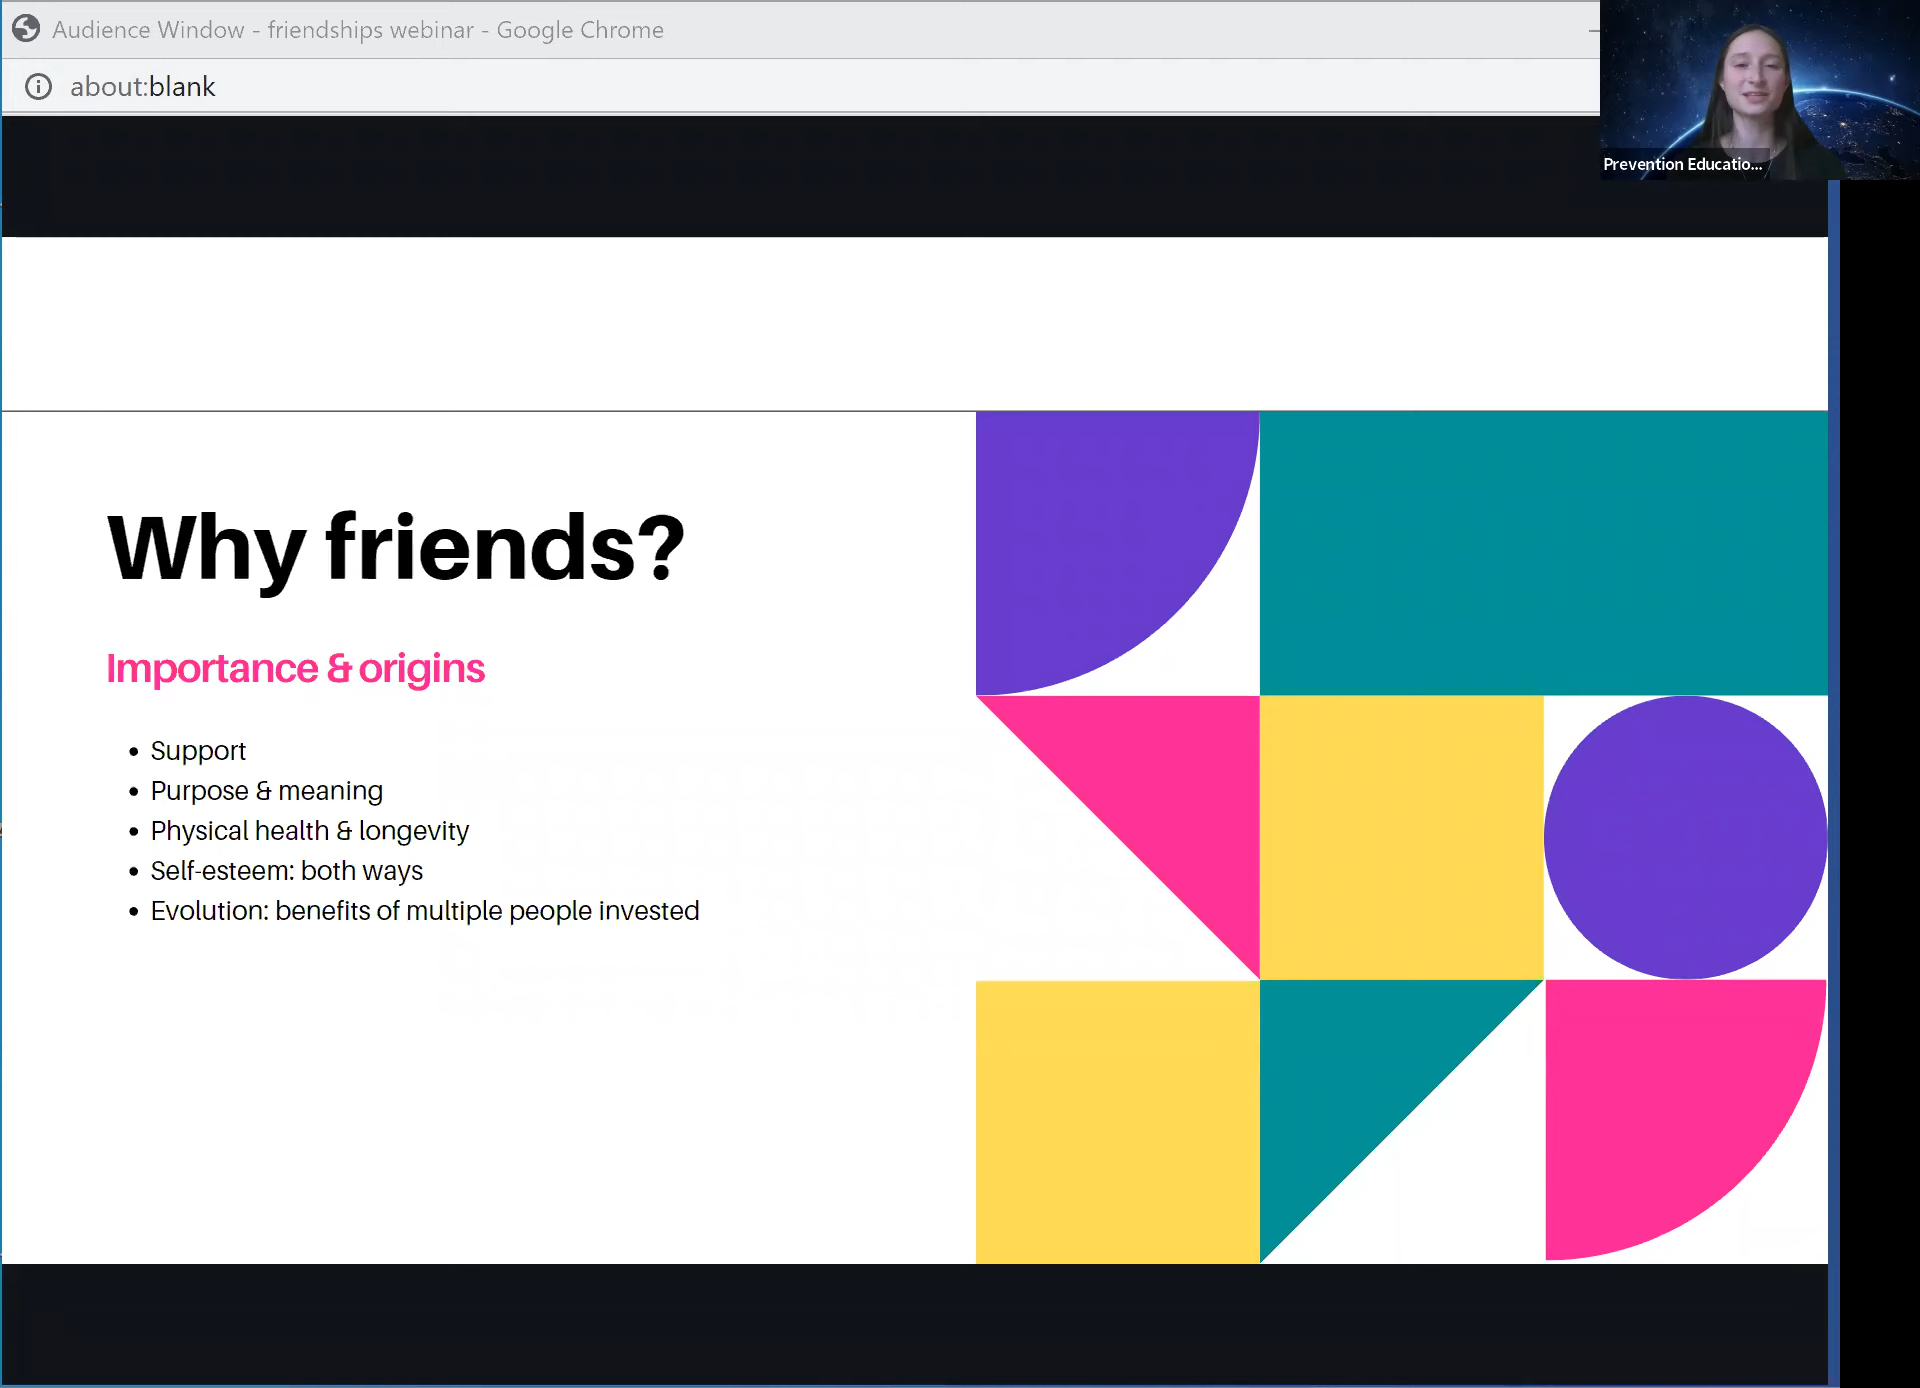 Audience Window - friendships webinar - Google Chrome
about:blank
Prevention Educatio...
Why friends?
Importance & origins
• Support
• Purpose & meaning
• Physical health & longevity
• Self-esteem: both ways
• Evolution: benefits of multiple people invested